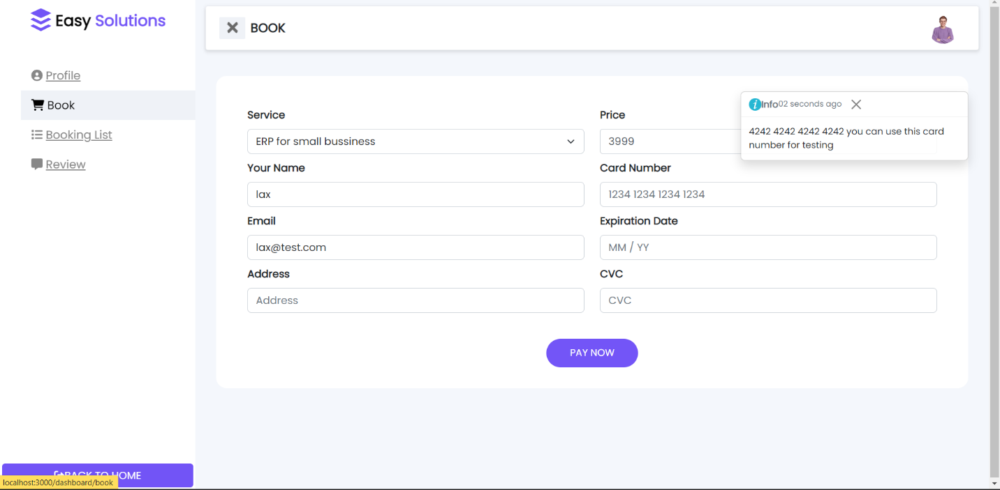 Easy Solutions
BOOK
Profile
Book
Booking List
Review
Service
ERP for small bussiness
Your Name
lax
Email
lax@test.com
Address
Address
Price
3999
Info02 seconds ago
4242 4242 4242 4242 you can use this card
number for testing
Card Number
1234 1234 1234 1234
Expiration Date
MM / YY
CVC
CVC
PAY NOW
BACK TO HOME
localhost:3000/dashboard/book